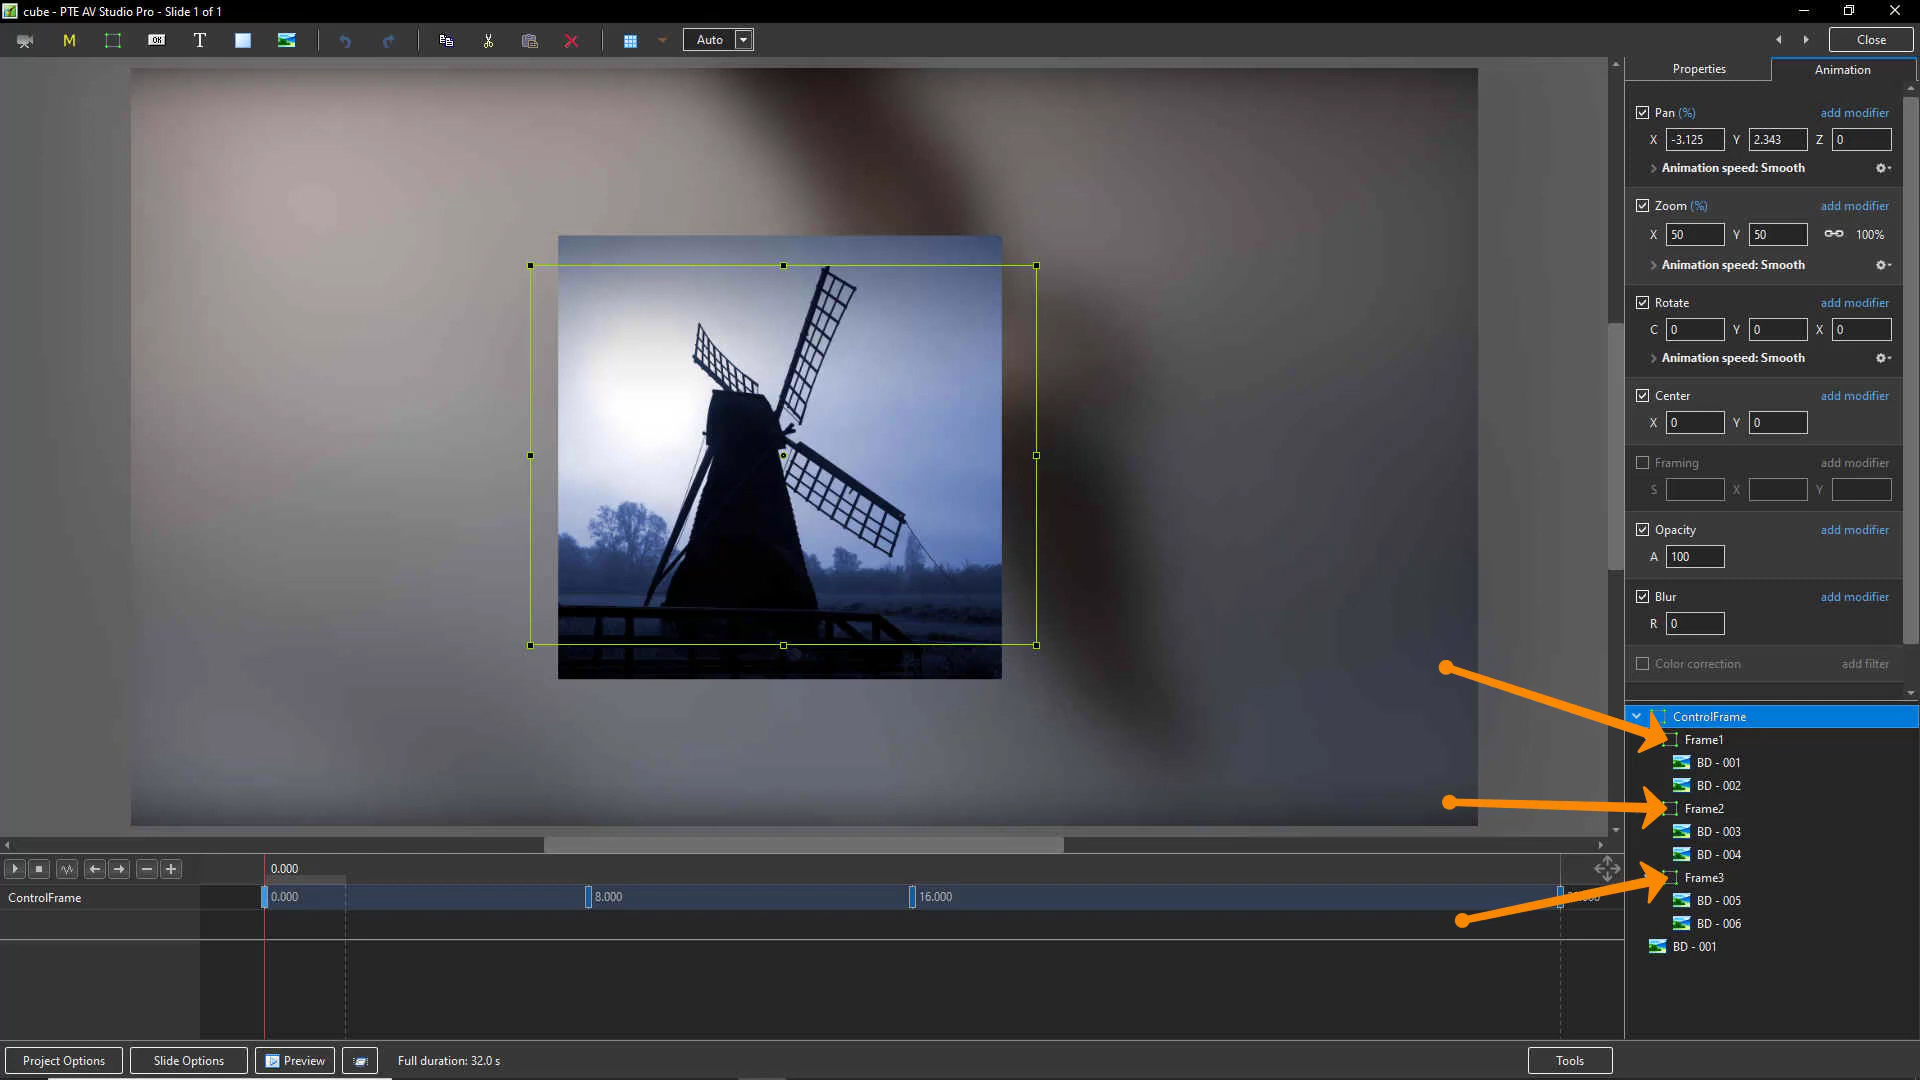 cube - PTE AV Studio Pro - Slide 1 of 1
M OK T Auto Close
Properties Animation
Pan (%) add modifier
X -3.125 Y 2.343 Z 0
Animation speed: Smooth
Zoom (%) add modifier
X 50 Y 50 100%
Animation speed: Smooth
Rotate add modifier
C 0 Y 0 X 0
Animation speed: Smooth
Center add modifier
X 0 Y 0
Framing add modifier
S X Y
Opacity add modifier
A 100
Blur add modifier
R 0
Color correction add filter
ControlFrame
Frame1
BD - 001
BD - 002
Frame2
BD - 003
BD - 004
Frame3
BD - 005
BD - 006
BD - 001
0.000
ControlFrame 0.000 8.000 16.000
Project Options Slide Options Preview Full duration: 32.0 s Tools